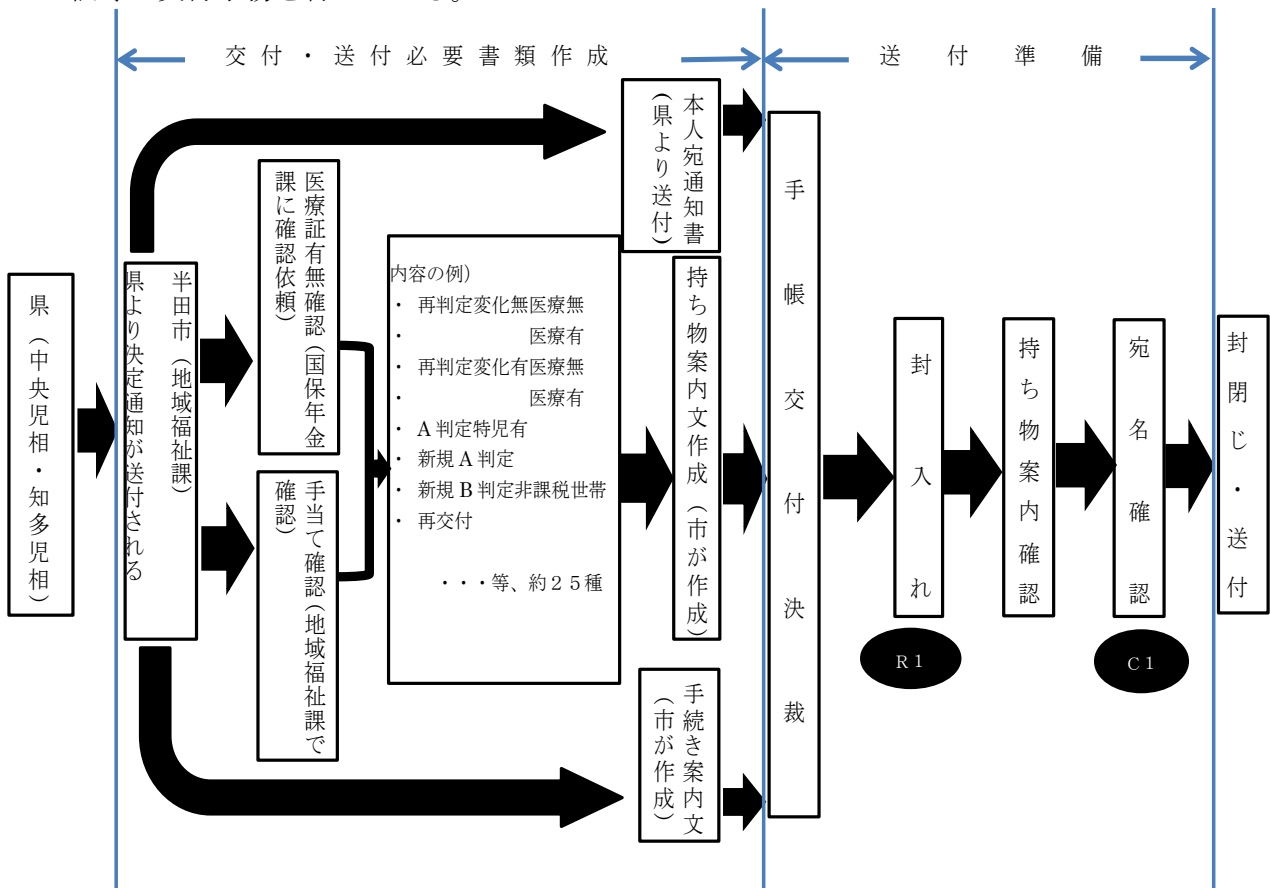 交付・送付必要書類作成
送付準備
県（中央児相・知多児相）
半田市（地域福祉課）
県より決定通知が送付される
医療証有無確認（国保年金
課に確認依頼）
手当て確認（地域福祉課で
確認）
内容の例）
・ 再判定変化無医療無
・ 医療有
・ 再判定変化有医療無
・ 医療有
・ A判定特児有
・ 新規A判定
・ 新規B判定非課税世帯
・ 再交付
・・・等、約２５種
本人宛通知書
（県より送付）
持ち物案内文作成（市が作成）
手続き案内文
（市が作成）
手帳交付決裁
封入れ
R1
持ち物案内確認
宛名確認
C1
封閉じ・送付